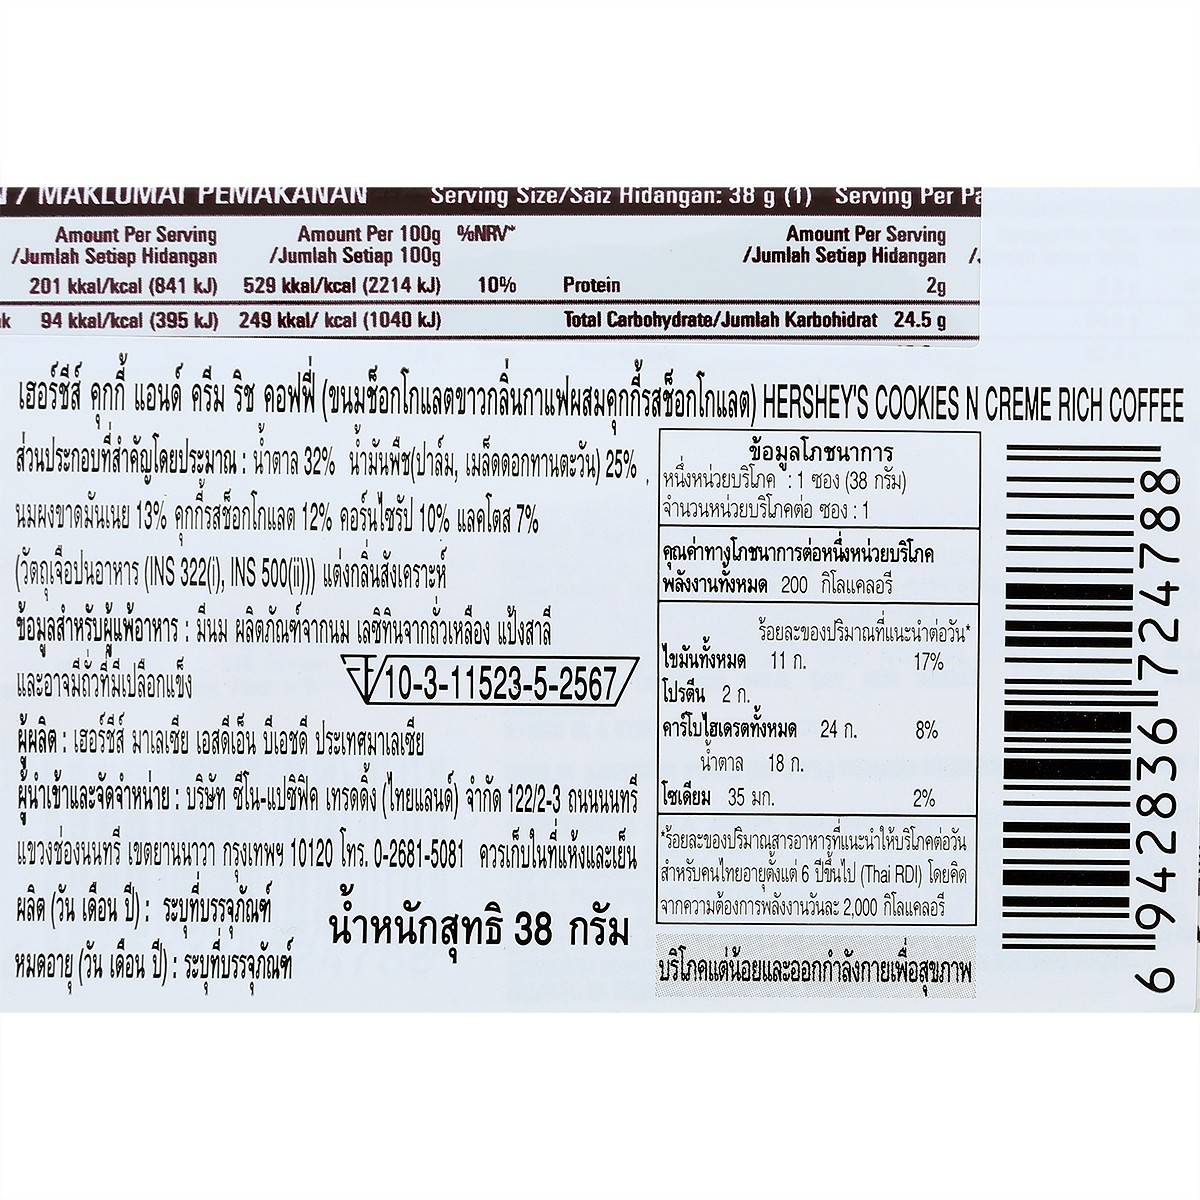 / MAKLUMAT PEMAKANAN Serving Size/Saiz Hidangan: 38 g (1) Serving Per
Amount Per Serving Amount Per 100g %NRV* Amount Per Serving
/Jumlah Setiap Hidangan /Jumlah Setiap 100g /Jumlah Setiap Hidangan
201 kkal/kcal (841 kJ) 529 kkal/kcal (2214 kJ) 10% Protein 2g
94 kkal/kcal (395 kJ) 249 kkal/ kcal (1040 kJ) Total Carbohydrate/Jumlah Karbohidrat 24.5 g
เฮอร์ชีส์ คุกกี้ แอนด์ ครีม ริช คอฟฟี่ (ขนมช็อกโกแลตขาวกลิ่นกาแฟผสมคุกกี้รสช็อกโกแลต) HERSHEY'S COOKIES N CREME RICH COFFEE
ส่วนประกอบที่สำคัญโดยประมาณ : น้ำตาล 32% น้ำมันพืช(ปาล์ม, เมล็ดดอกทานตะวัน) 25%
นมผงขาดมันเนย 13% คุกกี้รสช็อกโกแลต 12% คอร์นไซรัป 10% แลคโตส 7%
(วัตถุเจือปนอาหาร (INS 322(i), INS 500(ii))) แต่งกลิ่นสังเคราะห์
ข้อมูลสำหรับผู้แพ้อาหาร : มีนม ผลิตภัณฑ์จากนม เลซิทินจากถั่วเหลือง แป้งสาลี
และอาจมีถั่วที่มีเปลือกแข็ง
10-3-11523-5-2567
ผู้ผลิต : เฮอร์ชีส์ มาเลเซีย เอสดีเอ็น บีเอชดี ประเทศมาเลเซีย
ผู้นำเข้าและจัดจำหน่าย : บริษัท ซีโน-แปซิฟิค เทรดดิ้ง (ไทยแลนด์) จำกัด 122/2-3 ถนนนนทรี
แขวงช่องนนทรี เขตยานนาวา กรุงเทพฯ 10120 โทร. 0-2681-5081 ควรเก็บในที่แห้งและเย็น
ผลิต (วัน เดือน ปี) : ระบุที่บรรจุภัณฑ์
หมดอายุ (วัน เดือน ปี) : ระบุที่บรรจุภัณฑ์
น้ำหนักสุทธิ 38 กรัม
ข้อมูลโภชนาการ
หนึ่งหน่วยบริโภค : 1 ซอง (38 กรัม)
จำนวนหน่วยบริโภคต่อ ซอง : 1
คุณค่าทางโภชนาการต่อหนึ่งหน่วยบริโภค
พลังงานทั้งหมด 200 กิโลแคลอรี
ร้อยละของปริมาณที่แนะนำต่อวัน*
ไขมันทั้งหมด 11 ก. 17%
โปรตีน 2 ก.
คาร์โบไฮเดรตทั้งหมด 24 ก. 8%
น้ำตาล 18 ก.
โซเดียม 35 มก. 2%
*ร้อยละของปริมาณสารอาหารที่แนะนำให้บริโภคต่อวัน
สำหรับคนไทยอายุตั้งแต่ 6 ปีขึ้นไป (Thai RDI) โดยคิด
จากความต้องการพลังงานวันละ 2,000 กิโลแคลอรี
บริโภคแต่น้อยและออกกำลังกายเพื่อสุขภาพ
6 942836 724788